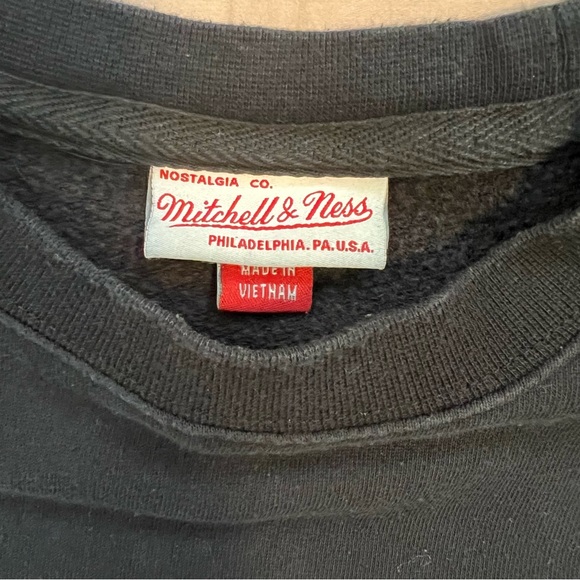 NOSTALGIA CO.
Mitchell & Ness
PHILADELPHIA. PA. U.S.A.
MADE IN
VIETNAM